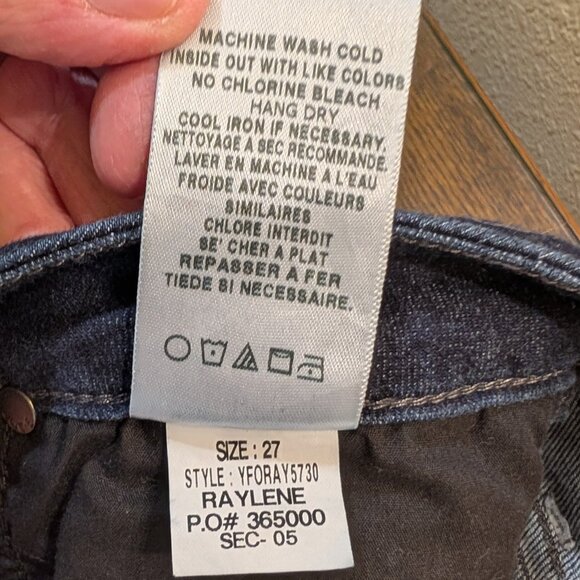 MACHINE WASH COLD
INSIDE OUT WITH LIKE COLORS
NO CHLORINE BLEACH
HANG DRY
COOL IRON IF NECESSARY.
NETTOYAGE A SEC RECOMMANDE.
LAVER EN MACHINE A L'EAU
FROIDE AVEC COULEURS
SIMILAIRES
CHLORE INTERDIT
SE' CHER A PLAT
REPASSER A FER
TIEDE SI NECESSAIRE.
SIZE : 27
STYLE : YFORAY5730
RAYLENE
P.O# 365000
SEC- 05